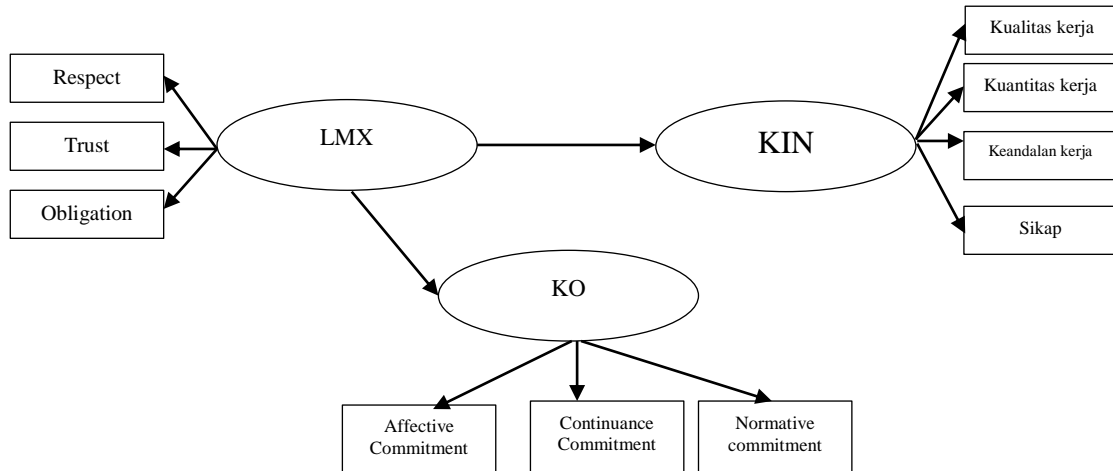 Respect
Trust
Obligation
LMX
KIN
Kualitas kerja
Kuantitas kerja
Keandalan kerja
Sikap
KO
Affective
Commitment
Continuance
Commitment
Normative
commitment